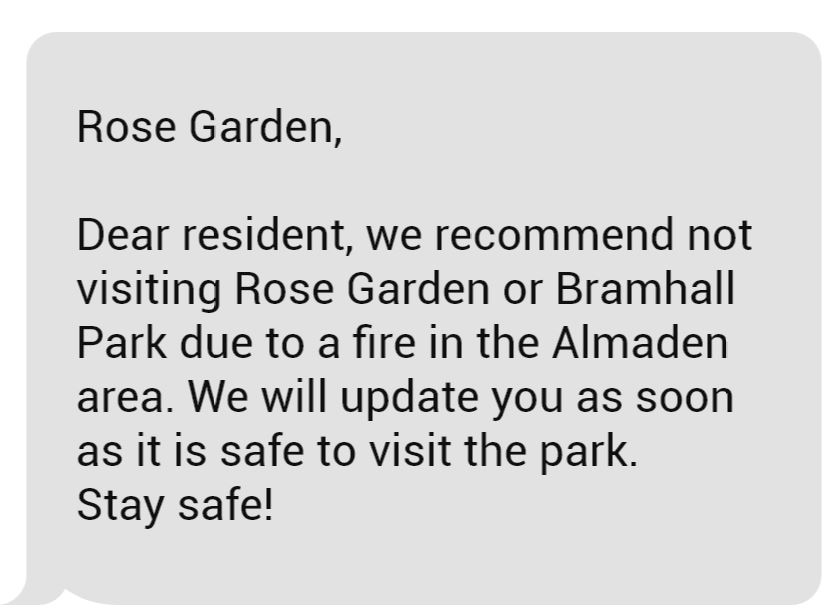 Rose Garden,
Dear resident, we recommend not
visiting Rose Garden or Bramhall
Park due to a fire in the Almaden
area. We will update you as soon
as it is safe to visit the park.
Stay safe!